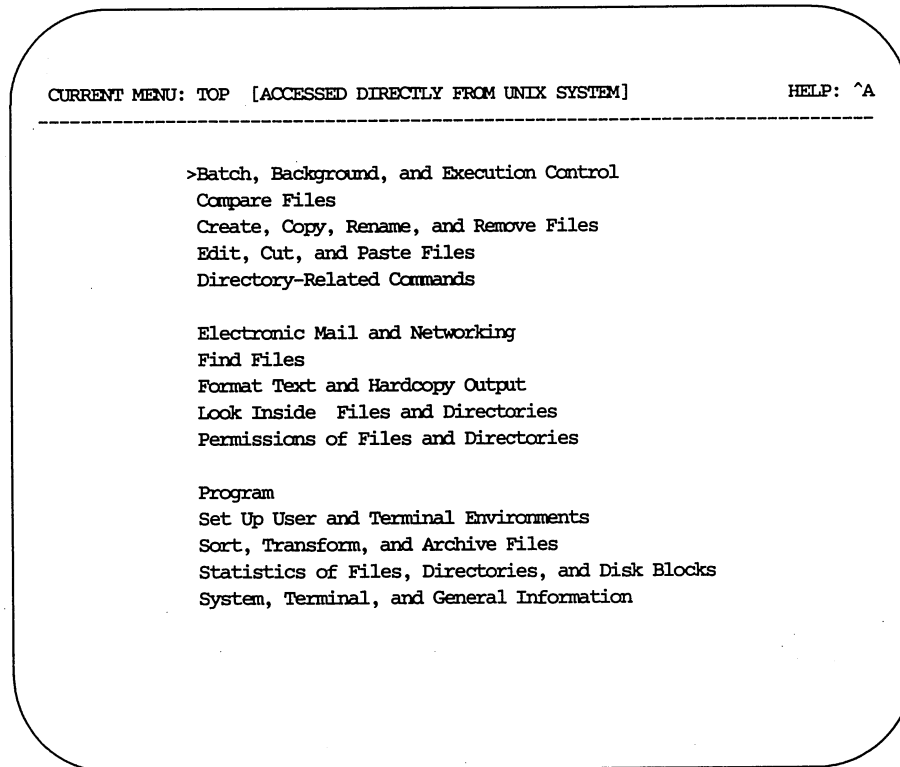 CURRENT MENU: TOP [ACCESSED DIRECTLY FROM UNIX SYSTEM] HELP: ^A
--------------------------------------------------------------------------------
>Batch, Background, and Execution Control
Compare Files
Create, Copy, Rename, and Remove Files
Edit, Cut, and Paste Files
Directory-Related Commands
Electronic Mail and Networking
Find Files
Format Text and Hardcopy Output
Look Inside Files and Directories
Permissions of Files and Directories
Program
Set Up User and Terminal Environments
Sort, Transform, and Archive Files
Statistics of Files, Directories, and Disk Blocks
System, Terminal, and General Information